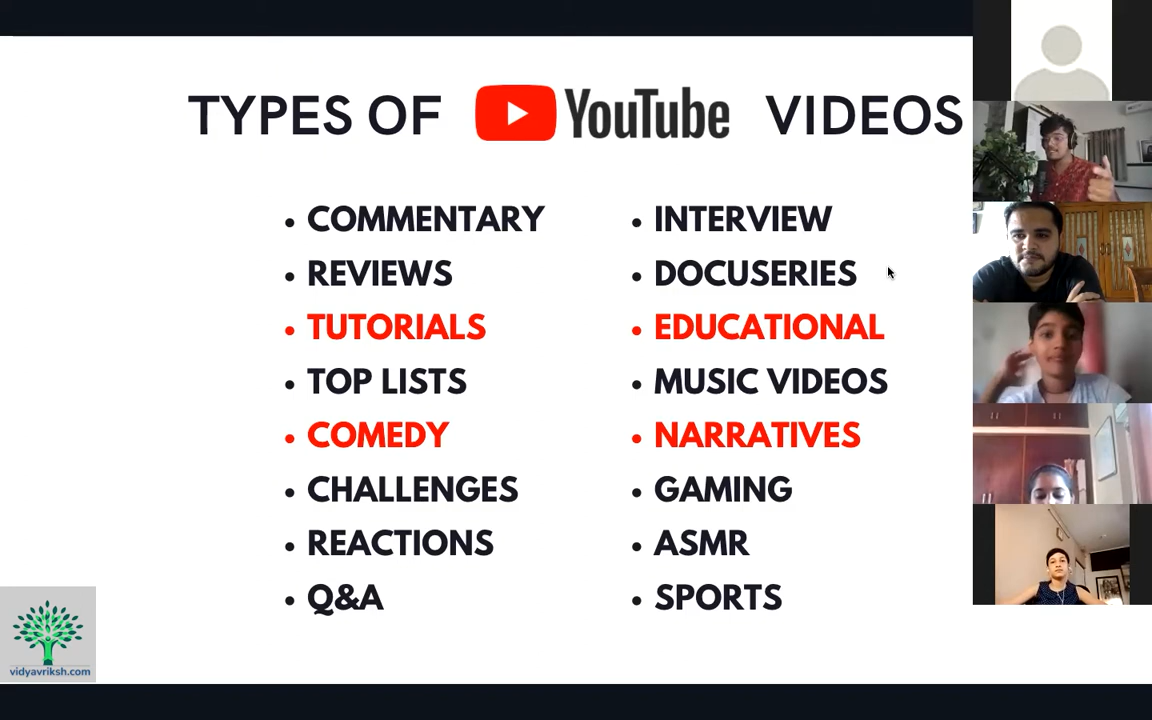 TYPES OF YouTube VIDEOS
• COMMENTARY
• REVIEWS
• TUTORIALS
• TOP LISTS
• COMEDY
• CHALLENGES
• REACTIONS
• Q&A
• INTERVIEW
• DOCUSERIES
• EDUCATIONAL
• MUSIC VIDEOS
• NARRATIVES
• GAMING
• ASMR
• SPORTS
vidyavriksh.com